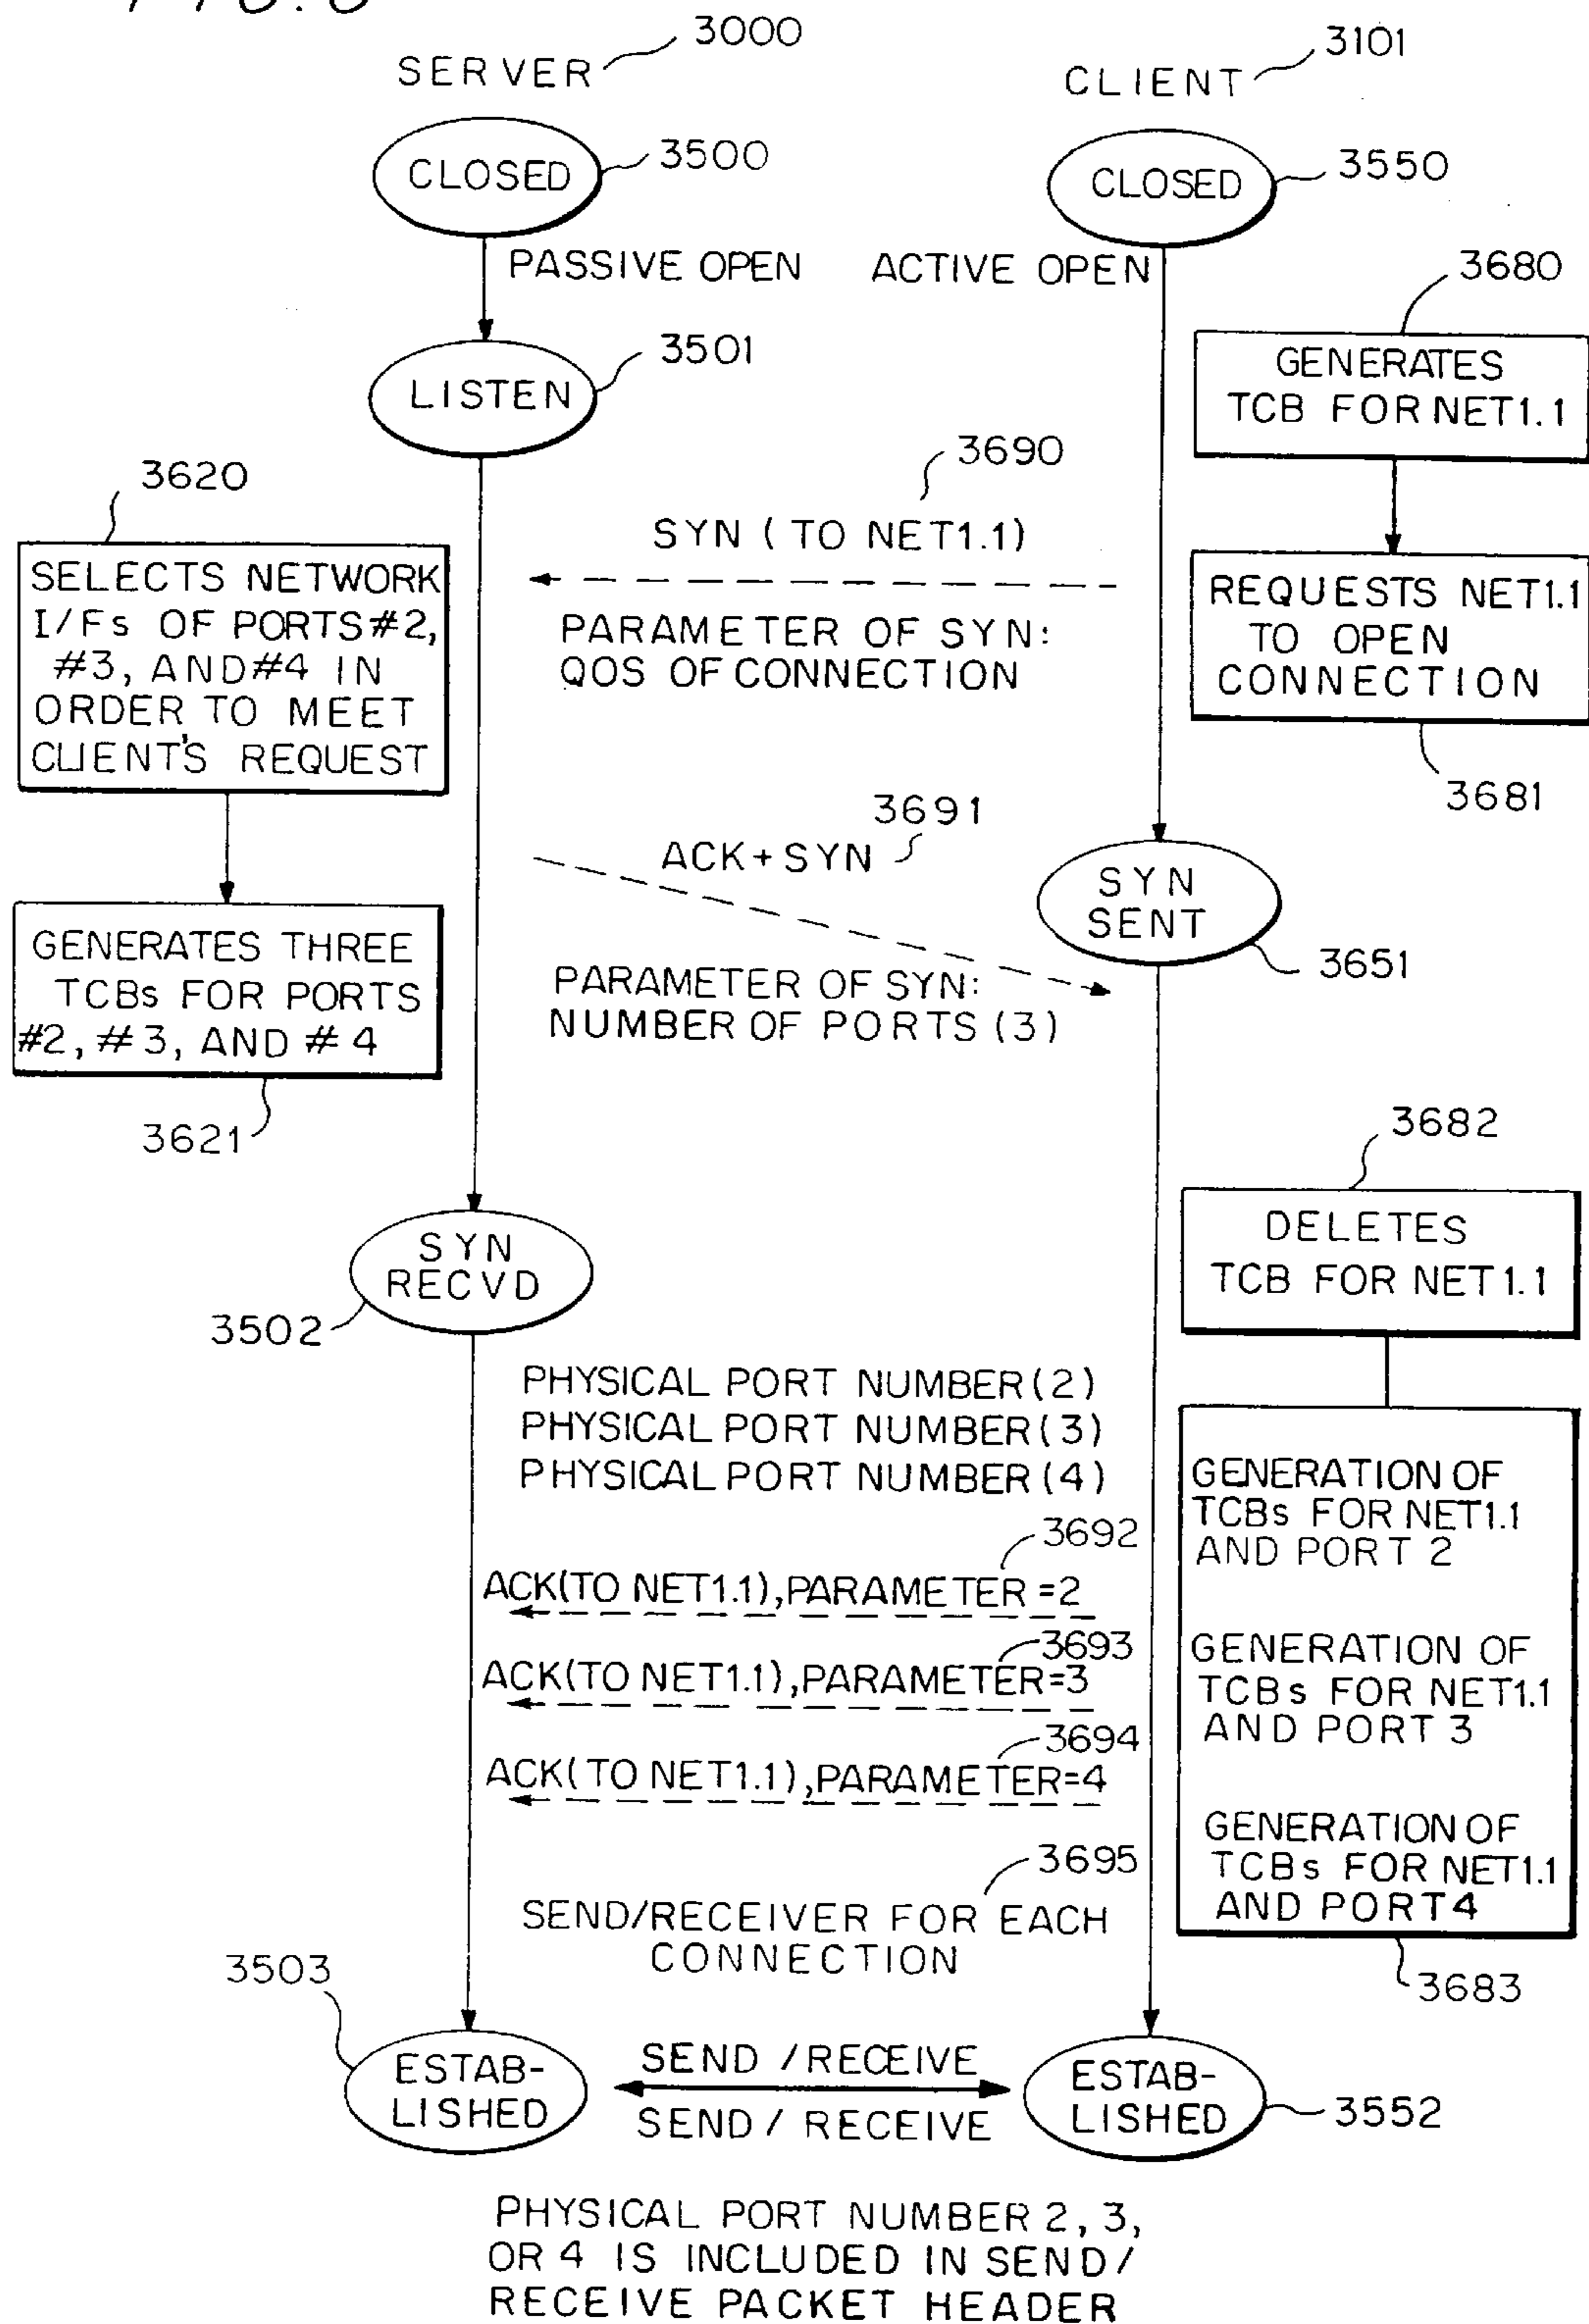 SERVER
3000
CLIENT
3101
CLOSED
3500
CLOSED
3550
PASSIVE OPEN
ACTIVE OPEN
3680
GENERATES
TCB FOR NET1.1
LISTEN
3501
3690
SYN (TO NET1.1)
PARAMETER OF SYN:
QOS OF CONNECTION
3620
SELECTS NETWORK
I/Fs OF PORTS#2,
#3, AND#4 IN
ORDER TO MEET
CLIENT'S REQUEST
REQUESTS NET1.1
TO OPEN
CONNECTION
3681
3691
ACK+SYN
PARAMETER OF SYN:
NUMBER OF PORTS (3)
SYN
SENT
3651
GENERATES THREE
TCBs FOR PORTS
#2, #3, AND #4
3621
SYN
RECVD
3502
3682
DELETES
TCB FOR NET1.1
PHYSICAL PORT NUMBER(2)
PHYSICAL PORT NUMBER(3)
PHYSICAL PORT NUMBER(4)
3692
ACK(TO NET1.1),PARAMETER=2
3693
ACK(TO NET1.1),PARAMETER=3
3694
ACK(TO NET1.1),PARAMETER=4
3695
SEND/RECEIVER FOR EACH
CONNECTION
GENERATION OF
TCBs FOR NET1.1
AND PORT 2
GENERATION OF
TCBs FOR NET1.1
AND PORT 3
GENERATION OF
TCBs FOR NET1.1
AND PORT4
3683
3503
ESTAB-
LISHED
SEND /RECEIVE
SEND / RECEIVE
ESTAB-
LISHED
3552
PHYSICAL PORT NUMBER 2, 3,
OR 4 IS INCLUDED IN SEND/
RECEIVE PACKET HEADER